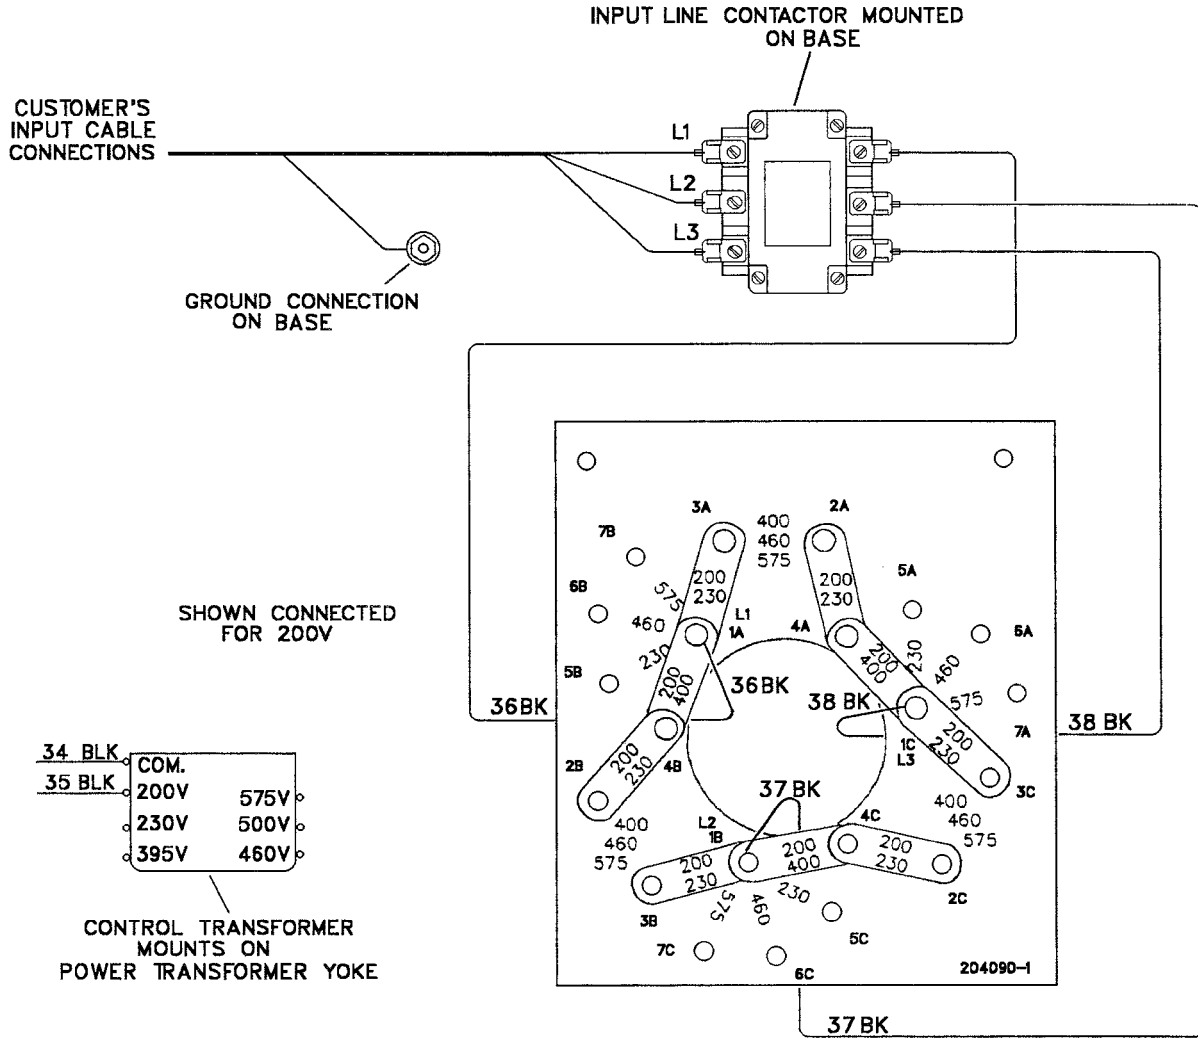 INPUT LINE CONTACTOR MOUNTED
ON BASE
CUSTOMER'S
INPUT CABLE
CONNECTIONS
L1
L2
L3
GROUND CONNECTION
ON BASE
SHOWN CONNECTED
FOR 200V
3A
2A
400
460
575
7B
5A
200
230
200
230
6B
575
L1
6A
460
1A
4A
230
460
230
200
400
5B
575
200
400
36BK
36BK
38 BK
7A
38 BK
1C
L3
200
230
2B
200
230
4B
3C
37BK
400
460
575
L2
1B
4C
400
460
575
200
230
200
400
200
230
3B
575
460
230
2C
7C
5C
6C
204090-1
37BK
34 BLK
35 BLK
COM.
200V
575V
230V
500V
395V
460V
CONTROL TRANSFORMER
MOUNTS ON
POWER TRANSFORMER YOKE